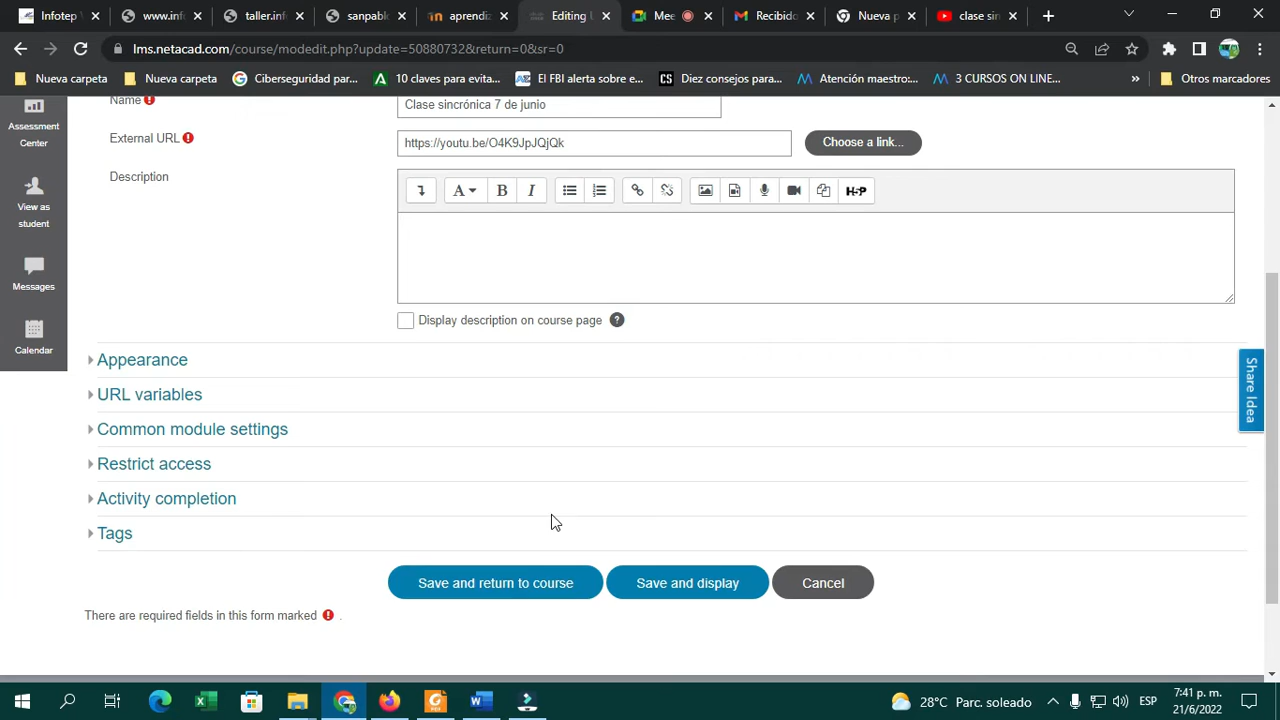 Infotep
www.inf
taller.inf
sanpabl
aprendiz
Editing U
Mee
Recibido
Nueva p
clase sin
lms.netacad.com/course/modedit.php?update=50880732&return=0&sr=0
Nueva carpeta
Nueva carpeta
Ciberseguridad par...
10 claves para evita...
El FBI alerta sobre e...
Diez consejos para...
Atención maestro:...
3 CURSOS ON LINE...
»
Otros marcadores
Assessment
Center
View as
student
Messages
Calendar
Name
Clase sincrónica 7 de junio
External URL
https://youtu.be/O4K9JpJQjQk
Choose a link...
Description
A
B
I
H5P
Display description on course page
?
Appearance
URL variables
Common module settings
Restrict access
Activity completion
Tags
Share Idea
Save and return to course
Save and display
Cancel
There are required fields in this form marked
.
28°C Parc. soleado
ESP
7:41 p. m.
21/6/2022